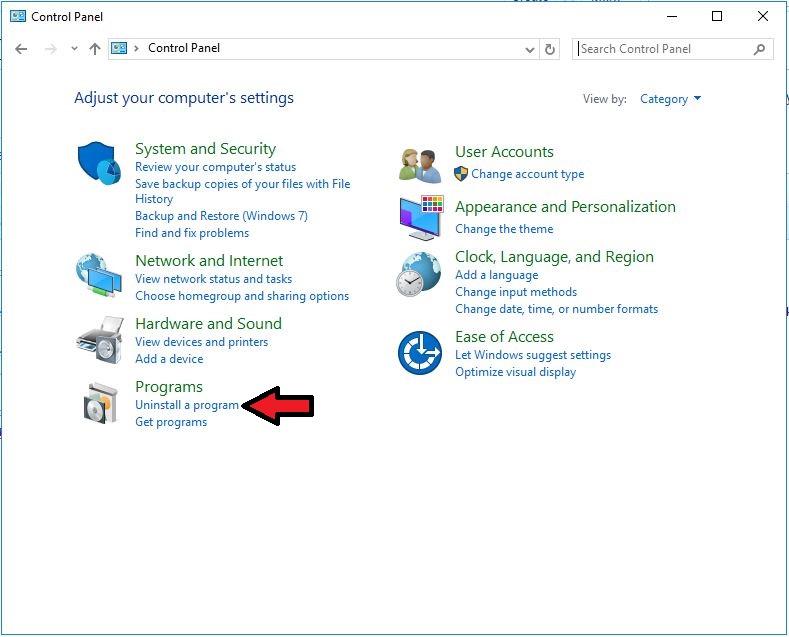 Control Panel
Control Panel
Search Control Panel
Adjust your computer's settings
View by: Category
System and Security
Review your computer's status
Save backup copies of your files with File
History
Backup and Restore (Windows 7)
Find and fix problems
Network and Internet
View network status and tasks
Choose homegroup and sharing options
Hardware and Sound
View devices and printers
Add a device
Programs
Uninstall a program
Get programs
User Accounts
Change account type
Appearance and Personalization
Change the theme
Clock, Language, and Region
Add a language
Change input methods
Change date, time, or number formats
Ease of Access
Let Windows suggest settings
Optimize visual display